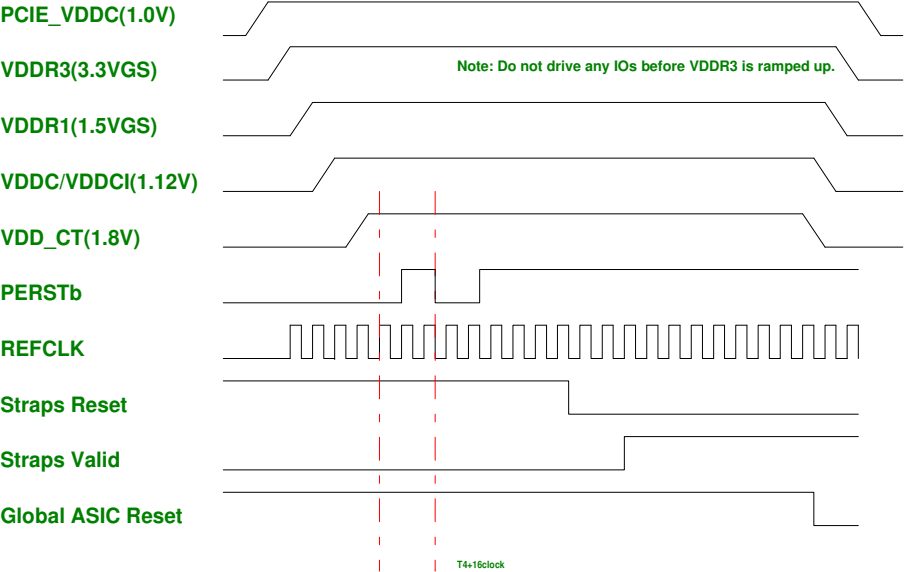 PCIE_VDDC(1.0V)
VDDR3(3.3VGS)
Note: Do not drive any IOs before VDDR3 is ramped up.
VDDR1(1.5VGS)
VDDC/VDDCI(1.12V)
VDD_CT(1.8V)
PERSTb
REFCLK
Straps Reset
Straps Valid
Global ASIC Reset
T4+16clock